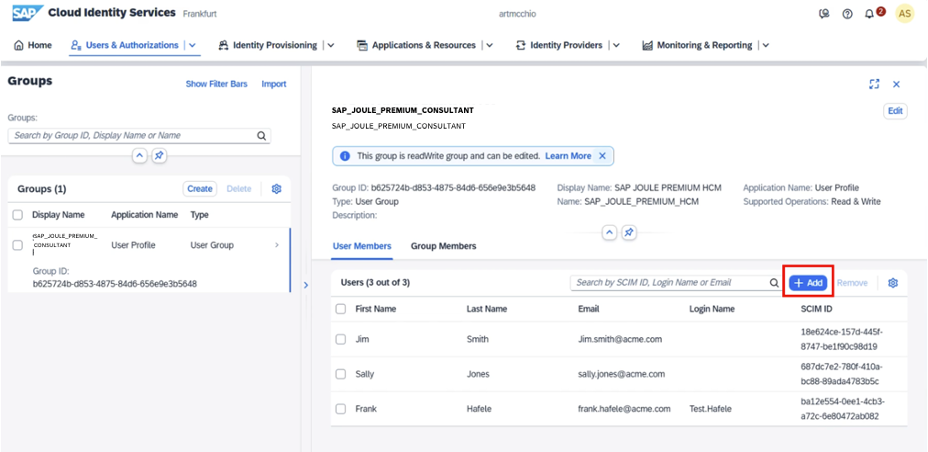 SAP Cloud Identity Services Frankfurt
artmcchio
2
AS
Home
Users & Authorizations
Identity Provisioning
Applications & Resources
Identity Providers
Monitoring & Reporting
Groups
Show Filter Bars
Import
Groups:
Search by Group ID, Display Name or Name
Groups (1)
Create
Delete
Display Name
Application Name
Type
SAP_JOULE_PREMIUM_
CONSULTANT
User Profile
User Group
Group ID:
b625724b-d853-4875-84d6-656e9e3b5648
SAP_JOULE_PREMIUM_CONSULTANT
Edit
SAP_JOULE_PREMIUM_CONSULTANT
This group is readWrite group and can be edited. Learn More
Group ID: b625724b-d853-4875-84d6-656e9e3b5648
Display Name: SAP JOULE PREMIUM HCM
Application Name: User Profile
Type: User Group
Name: SAP_JOULE_PREMIUM_HCM
Supported Operations: Read & Write
Description:
User Members
Group Members
Users (3 out of 3)
Search by SCIM ID, Login Name or Email
+ Add
Remove
First Name
Last Name
Email
Login Name
SCIM ID
Jim
Smith
Jim.smith@acme.com
18e624ce-157d-445f-
8747-be1f90c98d19
Sally
Jones
sally.jones@acme.com
687dc7e2-780f-410a-
bc88-89ada4783b5c
Frank
Hafele
frank.hafele@acme.com
Test.Hafele
ba12e554-0ee1-4cb3-
a72c-6e80472ab082